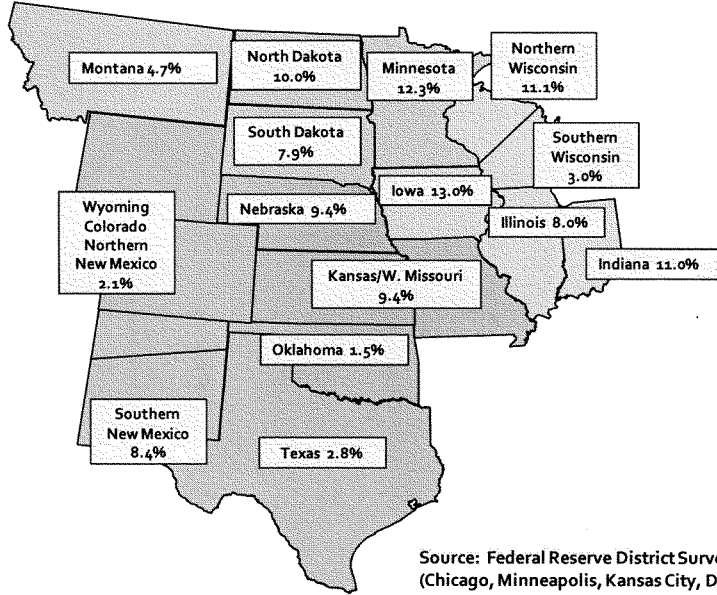 Montana 4.7%
North Dakota
10.0%
Minnesota
12.3%
Northern
Wisconsin
11.1%
South Dakota
7.9%
Southern
Wisconsin
3.0%
Iowa 13.0%
Wyoming
Colorado
Northern
New Mexico
2.1%
Nebraska 9.4%
Illinois 8.0%
Indiana 11.0%
Kansas/W. Missouri
9.4%
Oklahoma 1.5%
Southern
New Mexico
8.4%
Texas 2.8%
Source: Federal Reserve District Surve
(Chicago, Minneapolis, Kansas City, D